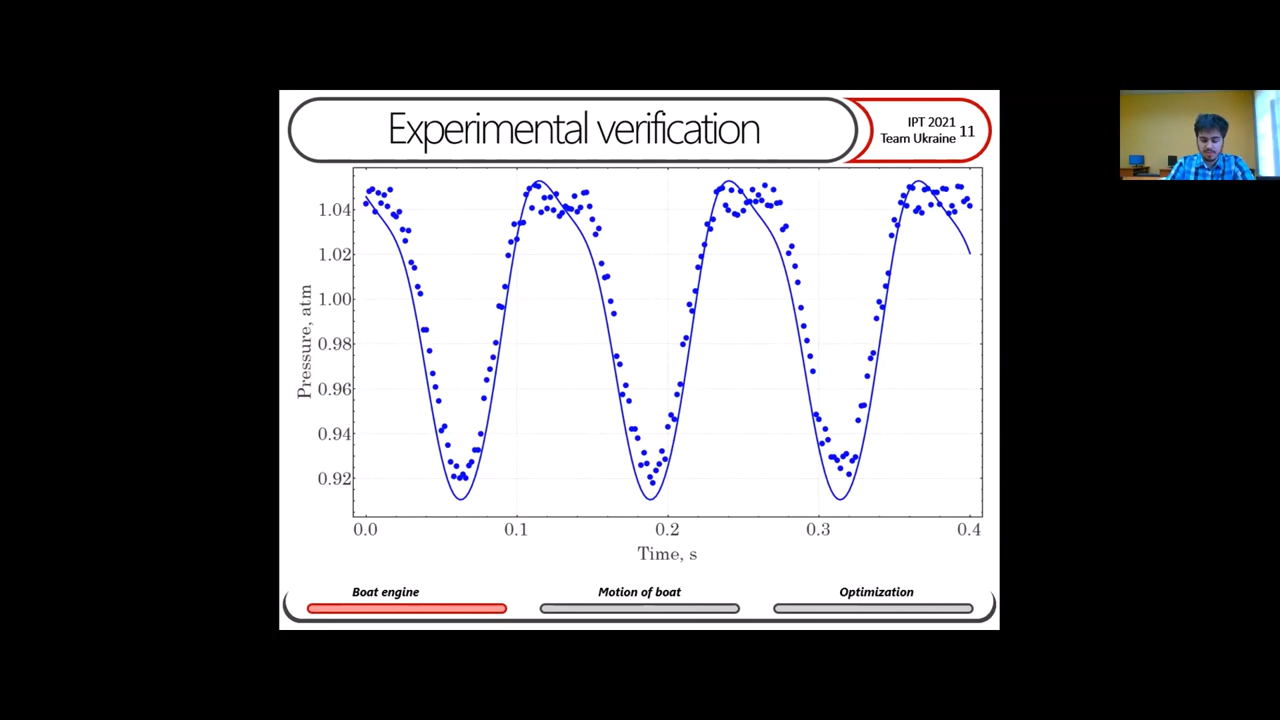 Experimental verification
IPT 2021
Team Ukraine 11
1.04
1.02
1.00
0.98
0.96
0.94
0.92
Pressure, atm
0.0 0.1 0.2 0.3 0.4
Time, s
Boat engine Motion of boat Optimization